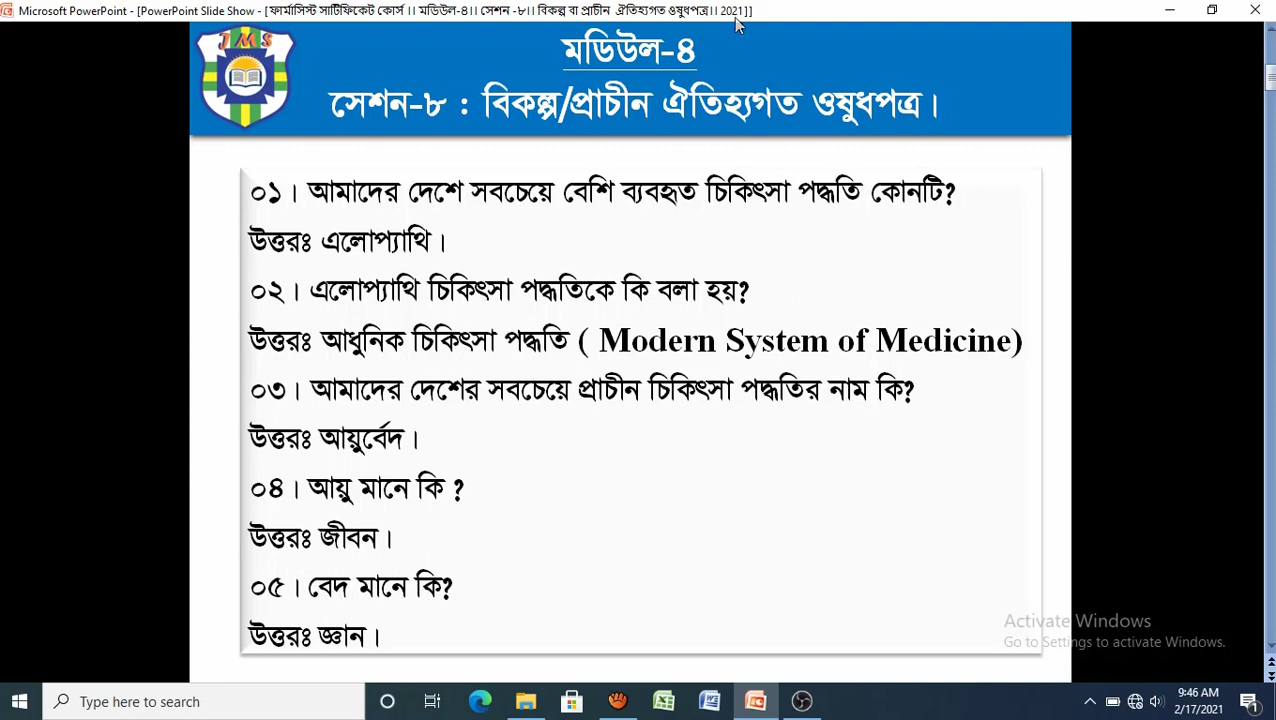 Microsoft PowerPoint - [PowerPoint Slide Show - [ফার্মাসিস্ট সার্টিফিকেট কোর্স ।। মডিউল-৪।। সেশন -৮।। বিকল্প বা প্রাচীন ঐতিহ্যগত ওষুধপত্র।। 2021]]
JMS
মডিউল-৪
সেশন-৮ : বিকল্প/প্রাচীন ঐতিহ্যগত ওষুধপত্র।
০১। আমাদের দেশে সবচেয়ে বেশি ব্যবহৃত চিকিৎসা পদ্ধতি কোনটি?
উত্তরঃ এলোপ্যাথি।
০২। এলোপ্যাথি চিকিৎসা পদ্ধতিকে কি বলা হয়?
উত্তরঃ আধুনিক চিকিৎসা পদ্ধতি ( Modern System of Medicine)
০৩। আমাদের দেশের সবচেয়ে প্রাচীন চিকিৎসা পদ্ধতির নাম কি?
উত্তরঃ আয়ুর্বেদ।
০৪। আয়ু মানে কি ?
উত্তরঃ জীবন।
০৫। বেদ মানে কি?
উত্তরঃ জ্ঞান।
Activate Windows
Go to Settings to activate Windows.
Type here to search
9:46 AM
2/17/2021
1